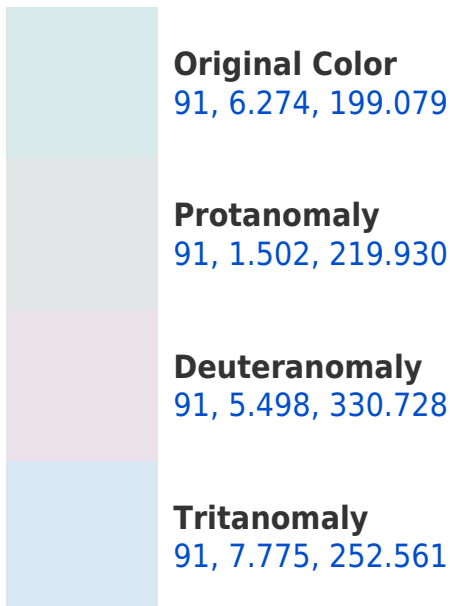 Original Color
91, 6.274, 199.079
Protanomaly
91, 1.502, 219.930
Deuteranomaly
91, 5.498, 330.728
Tritanomaly
91, 7.775, 252.561